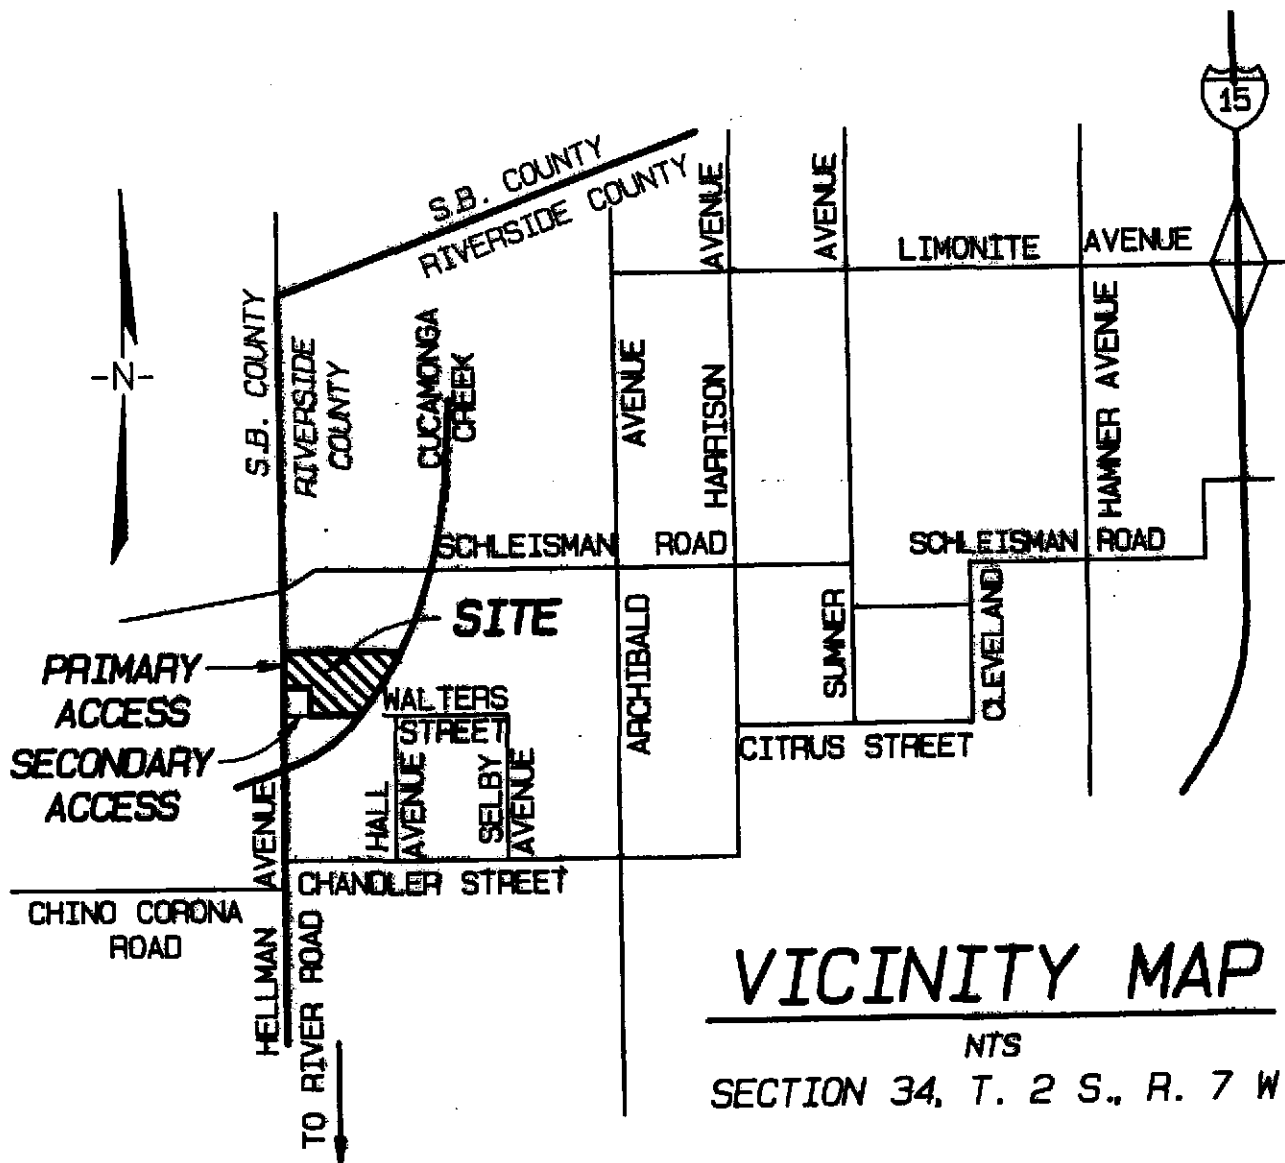 15
S.B. COUNTY
RIVERSIDE COUNTY
AVENUE
AVENUE
LIMONITE AVENUE
S.B. COUNTY
RIVERSIDE
COUNTY
CUCAMONGA
CREEK
AVENUE
HARRISON
HAMNER AVENUE
-N-
SCHLEISMAN ROAD
SCHLEISMAN ROAD
SITE
PRIMARY
ACCESS
SECONDARY
ACCESS
WALTERS
STREET
ARCHIBALD
SUMNER
CLEVELAND
CITRUS STREET
HALL
AVENUE
SELBY
AVENUE
HELLMAN AVENUE
CHANDLER STREET
CHINO CORONA
ROAD
TO RIVER ROAD
VICINITY MAP
NTS
SECTION 34, T. 2 S., R. 7 W